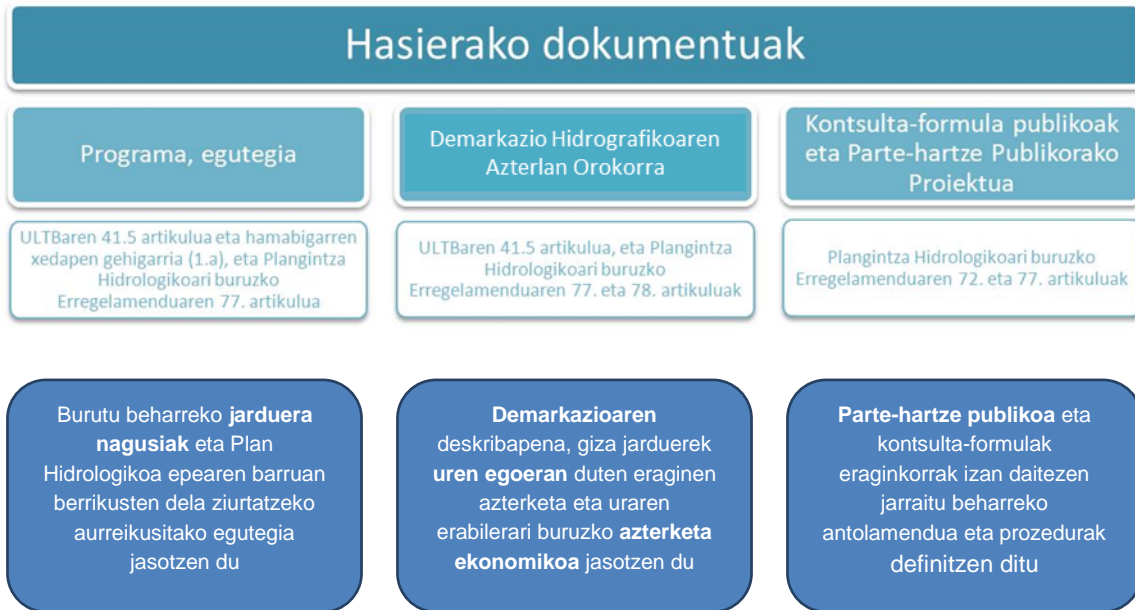 Hasierako dokumentuak
Programa, egutegia
Demarkazio Hidrografikoaren
Azterlan Orokorra
Kontsulta-formula publikoak
eta Parte-hartze Publikorako
Proiektua
ULTBaren 41.5 artikulua eta hamabigarren
xedapen gehigarria (1.a), eta Plangintza
Hidrologikoari buruzko
Erregelamenduaren 77. artikulua
ULTBaren 41.5 artikulua, eta Plangintza
Hidrologikoari buruzko
Erregelamenduaren 77. eta 78. artikuluak
Plangintza Hidrologikoari buruzko
Erregelamenduaren 72. eta 77. artikuluak
Burutu beharreko jarduera
nagusiak eta Plan
Hidrologikoa epearen barruan
berrikusten dela ziurtatzeko
aurreikusitako egutegia
jasotzen du
Demarkazioaren
deskribapena, giza jarduerek
uren egoeran duten eraginen
azterketa eta uraren
erabilerari buruzko azterketa
ekonomikoa jasotzen du
Parte-hartze publikoa eta
kontsulta-formulak
eraginkorrak izan daitezen
jarraitu beharreko
antolamendua eta prozedurak
definitzen ditu